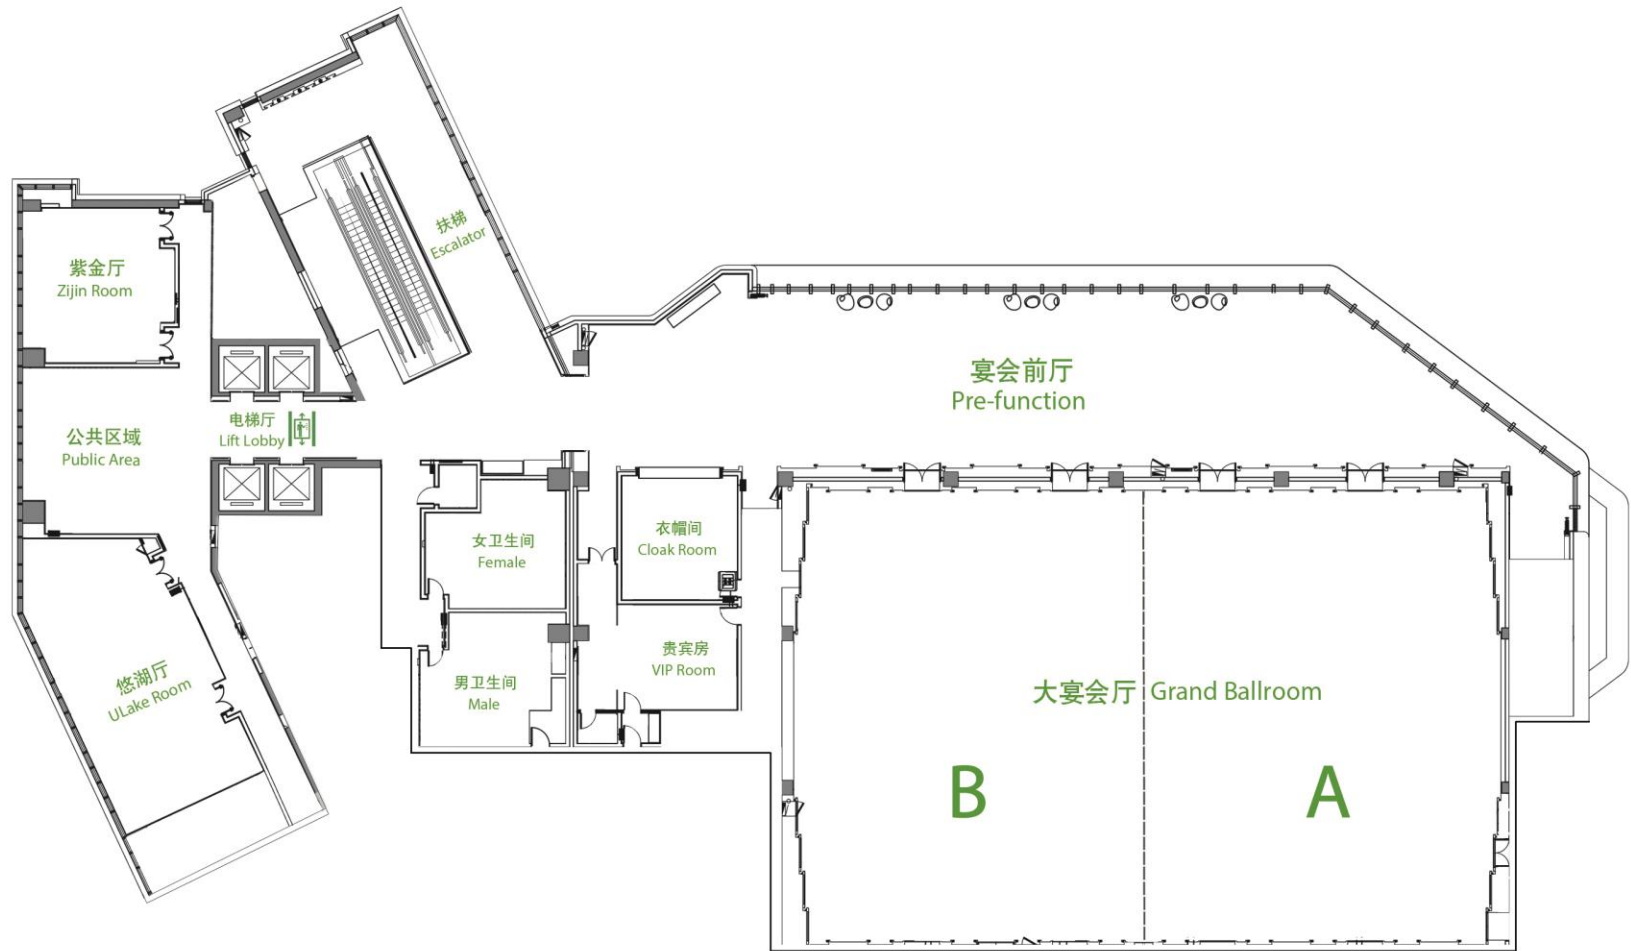 扶梯
Escalator
紫金厅
Zijin Room
宴会前厅
Pre-function
电梯厅
Lift Lobby
公共区域
Public Area
女卫生间
Female
衣帽间
Cloak Room
悠湖厅
ULake Room
男卫生间
Male
贵宾房
VIP Room
大宴会厅 Grand Ballroom
B
A